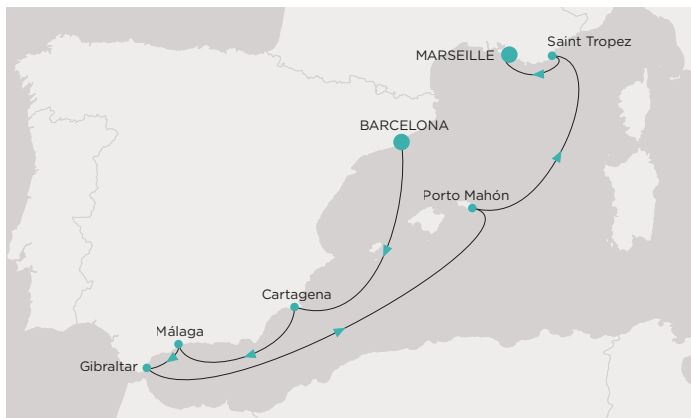 Saint Tropez
MARSEILLE
BARCELONA
Porto Mahón
Cartagena
Málaga
Gibraltar